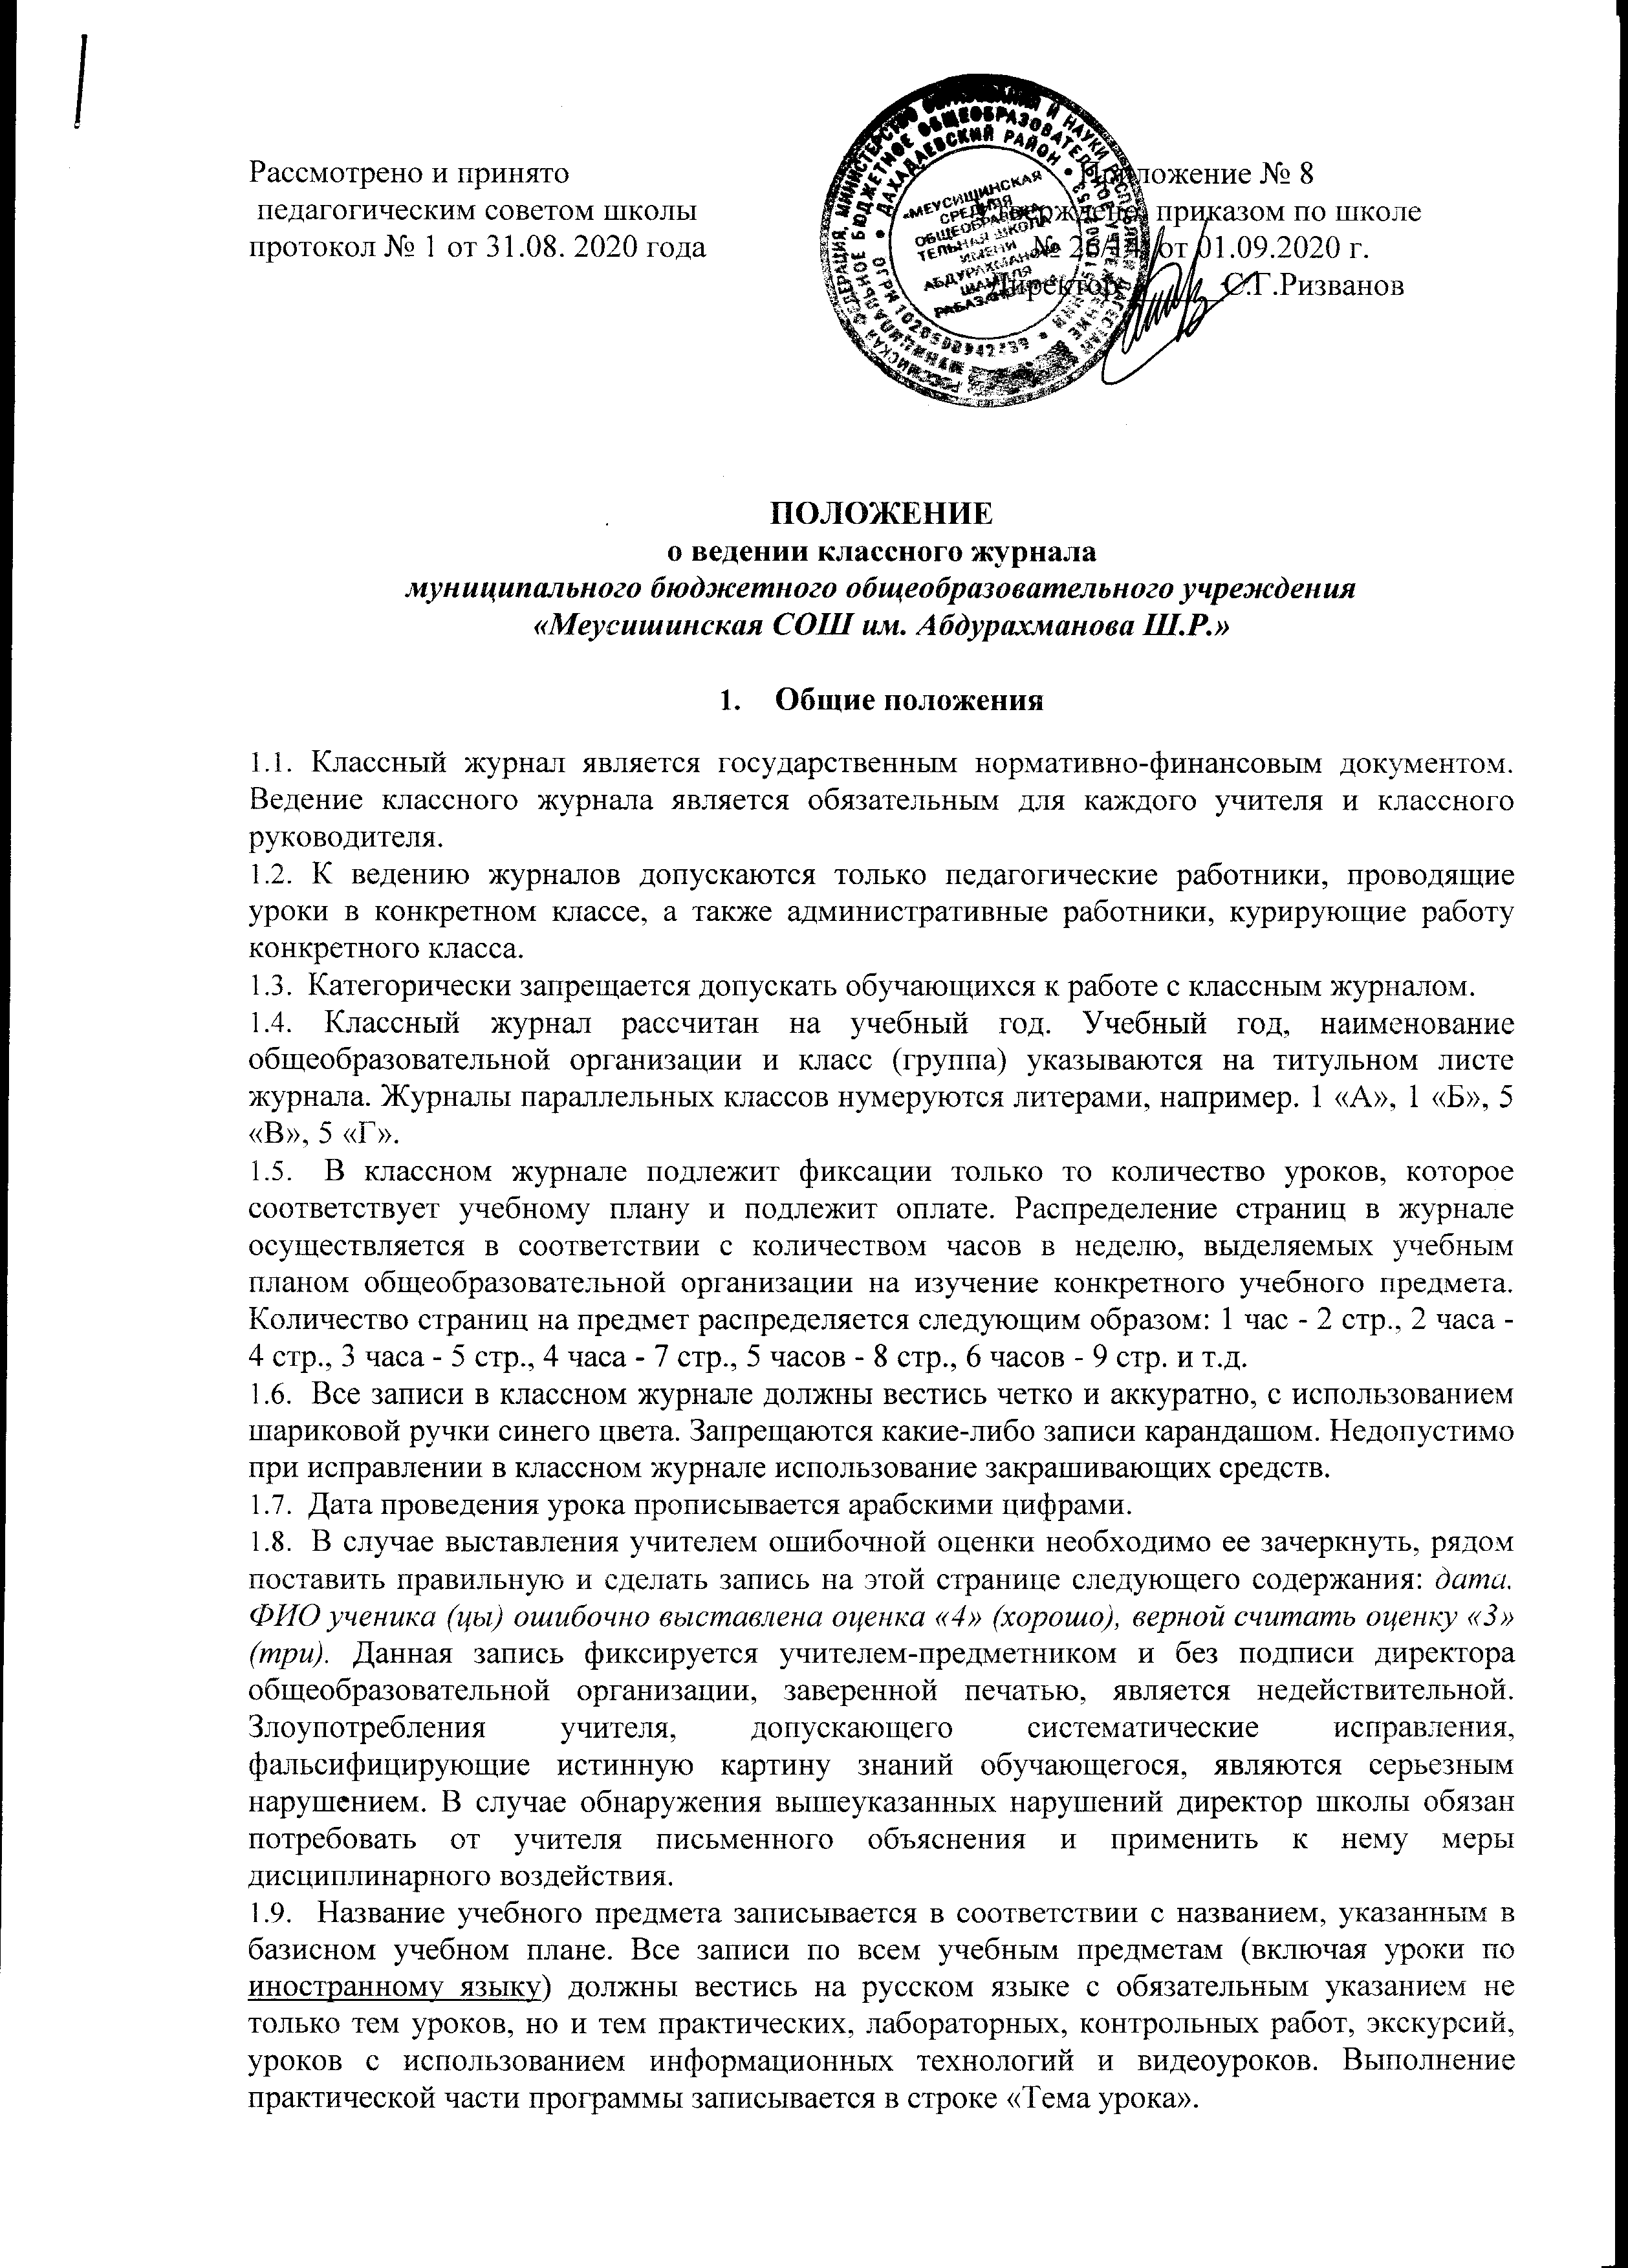 Рассмотрено и принято
педагогическим советом школы
протокол № 1 от 31.08. 2020 года
Приложение № 8
приказом по школе
от 01.09.2020 г.
Директор С.Г.Ризванов
«МЕУСИШИНСКАЯ
СРЕДНЯЯ
ОБЩЕОБРАЗОВА-
ТЕЛЬНАЯ ШКОЛА
ИМЕНИ
АБДУРАХМАНОВА
ШАМИЛЯ
ДАХАДАЕВСКИЙ РАЙОН
ПОЛОЖЕНИЕ
о ведении классного журнала
муниципального бюджетного общеобразовательного учреждения
«Меусишинская СОШ им. Абдурахманова Ш.Р.»
1. Общие положения
1.1. Классный журнал является государственным нормативно-финансовым документом.
Ведение классного журнала является обязательным для каждого учителя и классного
руководителя.
1.2. К ведению журналов допускаются только педагогические работники, проводящие
уроки в конкретном классе, а также административные работники, курирующие работу
конкретного класса.
1.3. Категорически запрещается допускать обучающихся к работе с классным журналом.
1.4. Классный журнал рассчитан на учебный год. Учебный год, наименование
общеобразовательной организации и класс (группа) указываются на титульном листе
журнала. Журналы параллельных классов нумеруются литерами, например. 1 «А», 1 «Б», 5
«В», 5 «Г».
1.5. В классном журнале подлежит фиксации только то количество уроков, которое
соответствует учебному плану и подлежит оплате. Распределение страниц в журнале
осуществляется в соответствии с количеством часов в неделю, выделяемых учебным
планом общеобразовательной организации на изучение конкретного учебного предмета.
Количество страниц на предмет распределяется следующим образом: 1 час - 2 стр., 2 часа -
4 стр., 3 часа - 5 стр., 4 часа - 7 стр., 5 часов - 8 стр., 6 часов - 9 стр. и т.д.
1.6. Все записи в классном журнале должны вестись четко и аккуратно, с использованием
шариковой ручки синего цвета. Запрещаются какие-либо записи карандашом. Недопустимо
при исправлении в классном журнале использование закрашивающих средств.
1.7. Дата проведения урока прописывается арабскими цифрами.
1.8. В случае выставления учителем ошибочной оценки необходимо ее зачеркнуть, рядом
поставить правильную и сделать запись на этой странице следующего содержания: дата.
ФИО ученика (цы) ошибочно выставлена оценка «4» (хорошо), верной считать оценку «3»
(три). Данная запись фиксируется учителем-предметником и без подписи директора
общеобразовательной организации, заверенной печатью, является недействительной.
Злоупотребления учителя, допускающего систематические исправления,
фальсифицирующие истинную картину знаний обучающегося, являются серьезным
нарушением. В случае обнаружения вышеуказанных нарушений директор школы обязан
потребовать от учителя письменного объяснения и применить к нему меры
дисциплинарного воздействия.
1.9. Название учебного предмета записывается в соответствии с названием, указанным в
базисном учебном плане. Все записи по всем учебным предметам (включая уроки по
иностранному языку) должны вестись на русском языке с обязательным указанием не
только тем уроков, но и тем практических, лабораторных, контрольных работ, экскурсий,
уроков с использованием информационных технологий и видеоуроков. Выполнение
практической части программы записывается в строке «Тема урока».